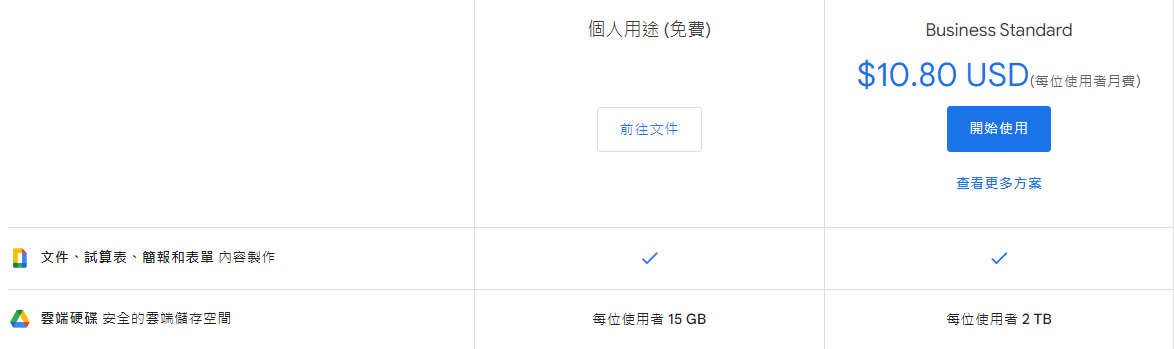 個人用途 (免費)
Business Standard
$10.80 USD(每位使用者月費)
前往文件
開始使用
查看更多方案
文件、試算表、簡報和表單 內容製作
雲端硬碟 安全的雲端儲存空間
每位使用者 15 GB
每位使用者 2 TB